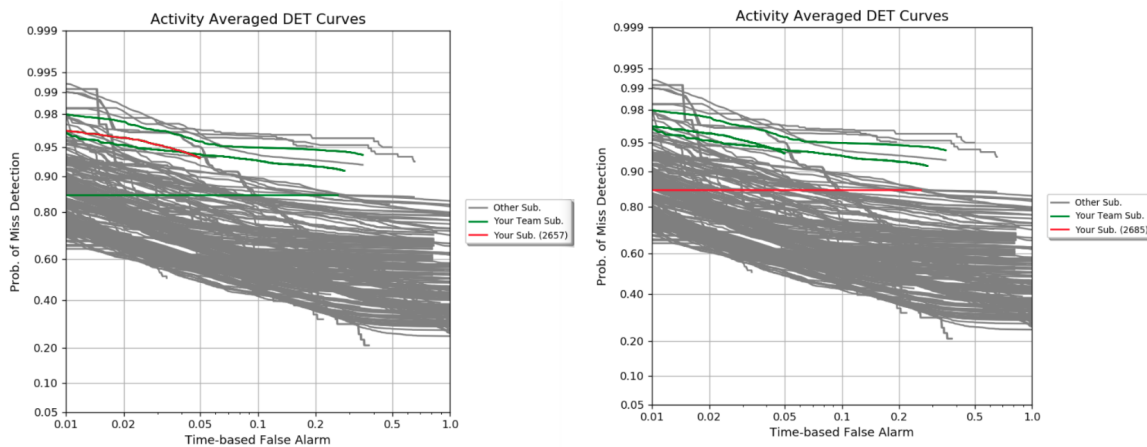 Activity Averaged DET Curves
0.999
0.995
0.99
0.98
0.95
0.90
0.80
0.60
0.40
0.20
0.10
0.05
Prob. of Miss Detection
0.01 0.02 0.05 0.1 0.2 0.5 1.0
Time-based False Alarm
Other Sub.
Your Team Sub.
Your Sub. (2657)
Activity Averaged DET Curves
0.999
0.995
0.99
0.98
0.95
0.90
0.80
0.60
0.40
0.20
0.10
0.05
Prob. of Miss Detection
0.01 0.02 0.05 0.1 0.2 0.5 1.0
Time-based False Alarm
Other Sub.
Your Team Sub.
Your Sub. (2685)